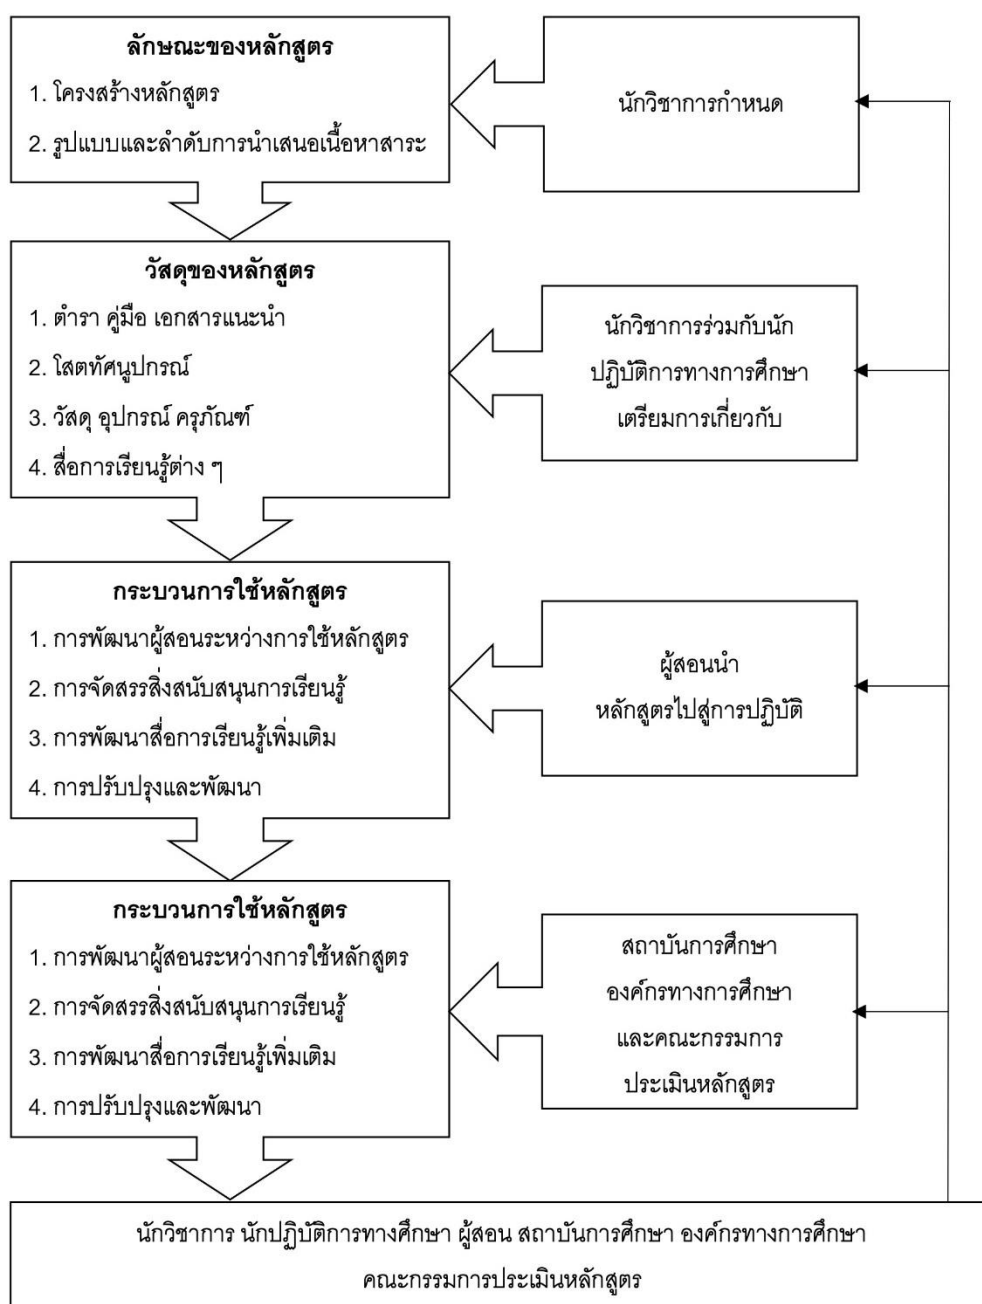 ลักษณะของหลักสูตร
1. โครงสร้างหลักสูตร
2. รูปแบบและลำดับการนำเสนอเนื้อหาสาระ
นักวิชาการกำหนด
วัสดุของหลักสูตร
1. ตำรา คู่มือ เอกสารแนะนำ
2. โสตทัศนูปกรณ์
3. วัสดุ อุปกรณ์ ครุภัณฑ์
4. สื่อการเรียนรู้ต่าง ๆ
นักวิชาการร่วมกับนัก
ปฏิบัติการทางการศึกษา
เตรียมการเกี่ยวกับ
กระบวนการใช้หลักสูตร
1. การพัฒนาผู้สอนระหว่างการใช้หลักสูตร
2. การจัดสรรสิ่งสนับสนุนการเรียนรู้
3. การพัฒนาสื่อการเรียนรู้เพิ่มเติม
4. การปรับปรุงและพัฒนา
ผู้สอนนำ
หลักสูตรไปสู่การปฏิบัติ
กระบวนการใช้หลักสูตร
1. การพัฒนาผู้สอนระหว่างการใช้หลักสูตร
2. การจัดสรรสิ่งสนับสนุนการเรียนรู้
3. การพัฒนาสื่อการเรียนรู้เพิ่มเติม
4. การปรับปรุงและพัฒนา
สถาบันการศึกษา
องค์กรทางการศึกษา
และคณะกรรมการ
ประเมินหลักสูตร
นักวิชาการ นักปฏิบัติการทางศึกษา ผู้สอน สถาบันการศึกษา องค์กรทางการศึกษา
คณะกรรมการประเมินหลักสูตร